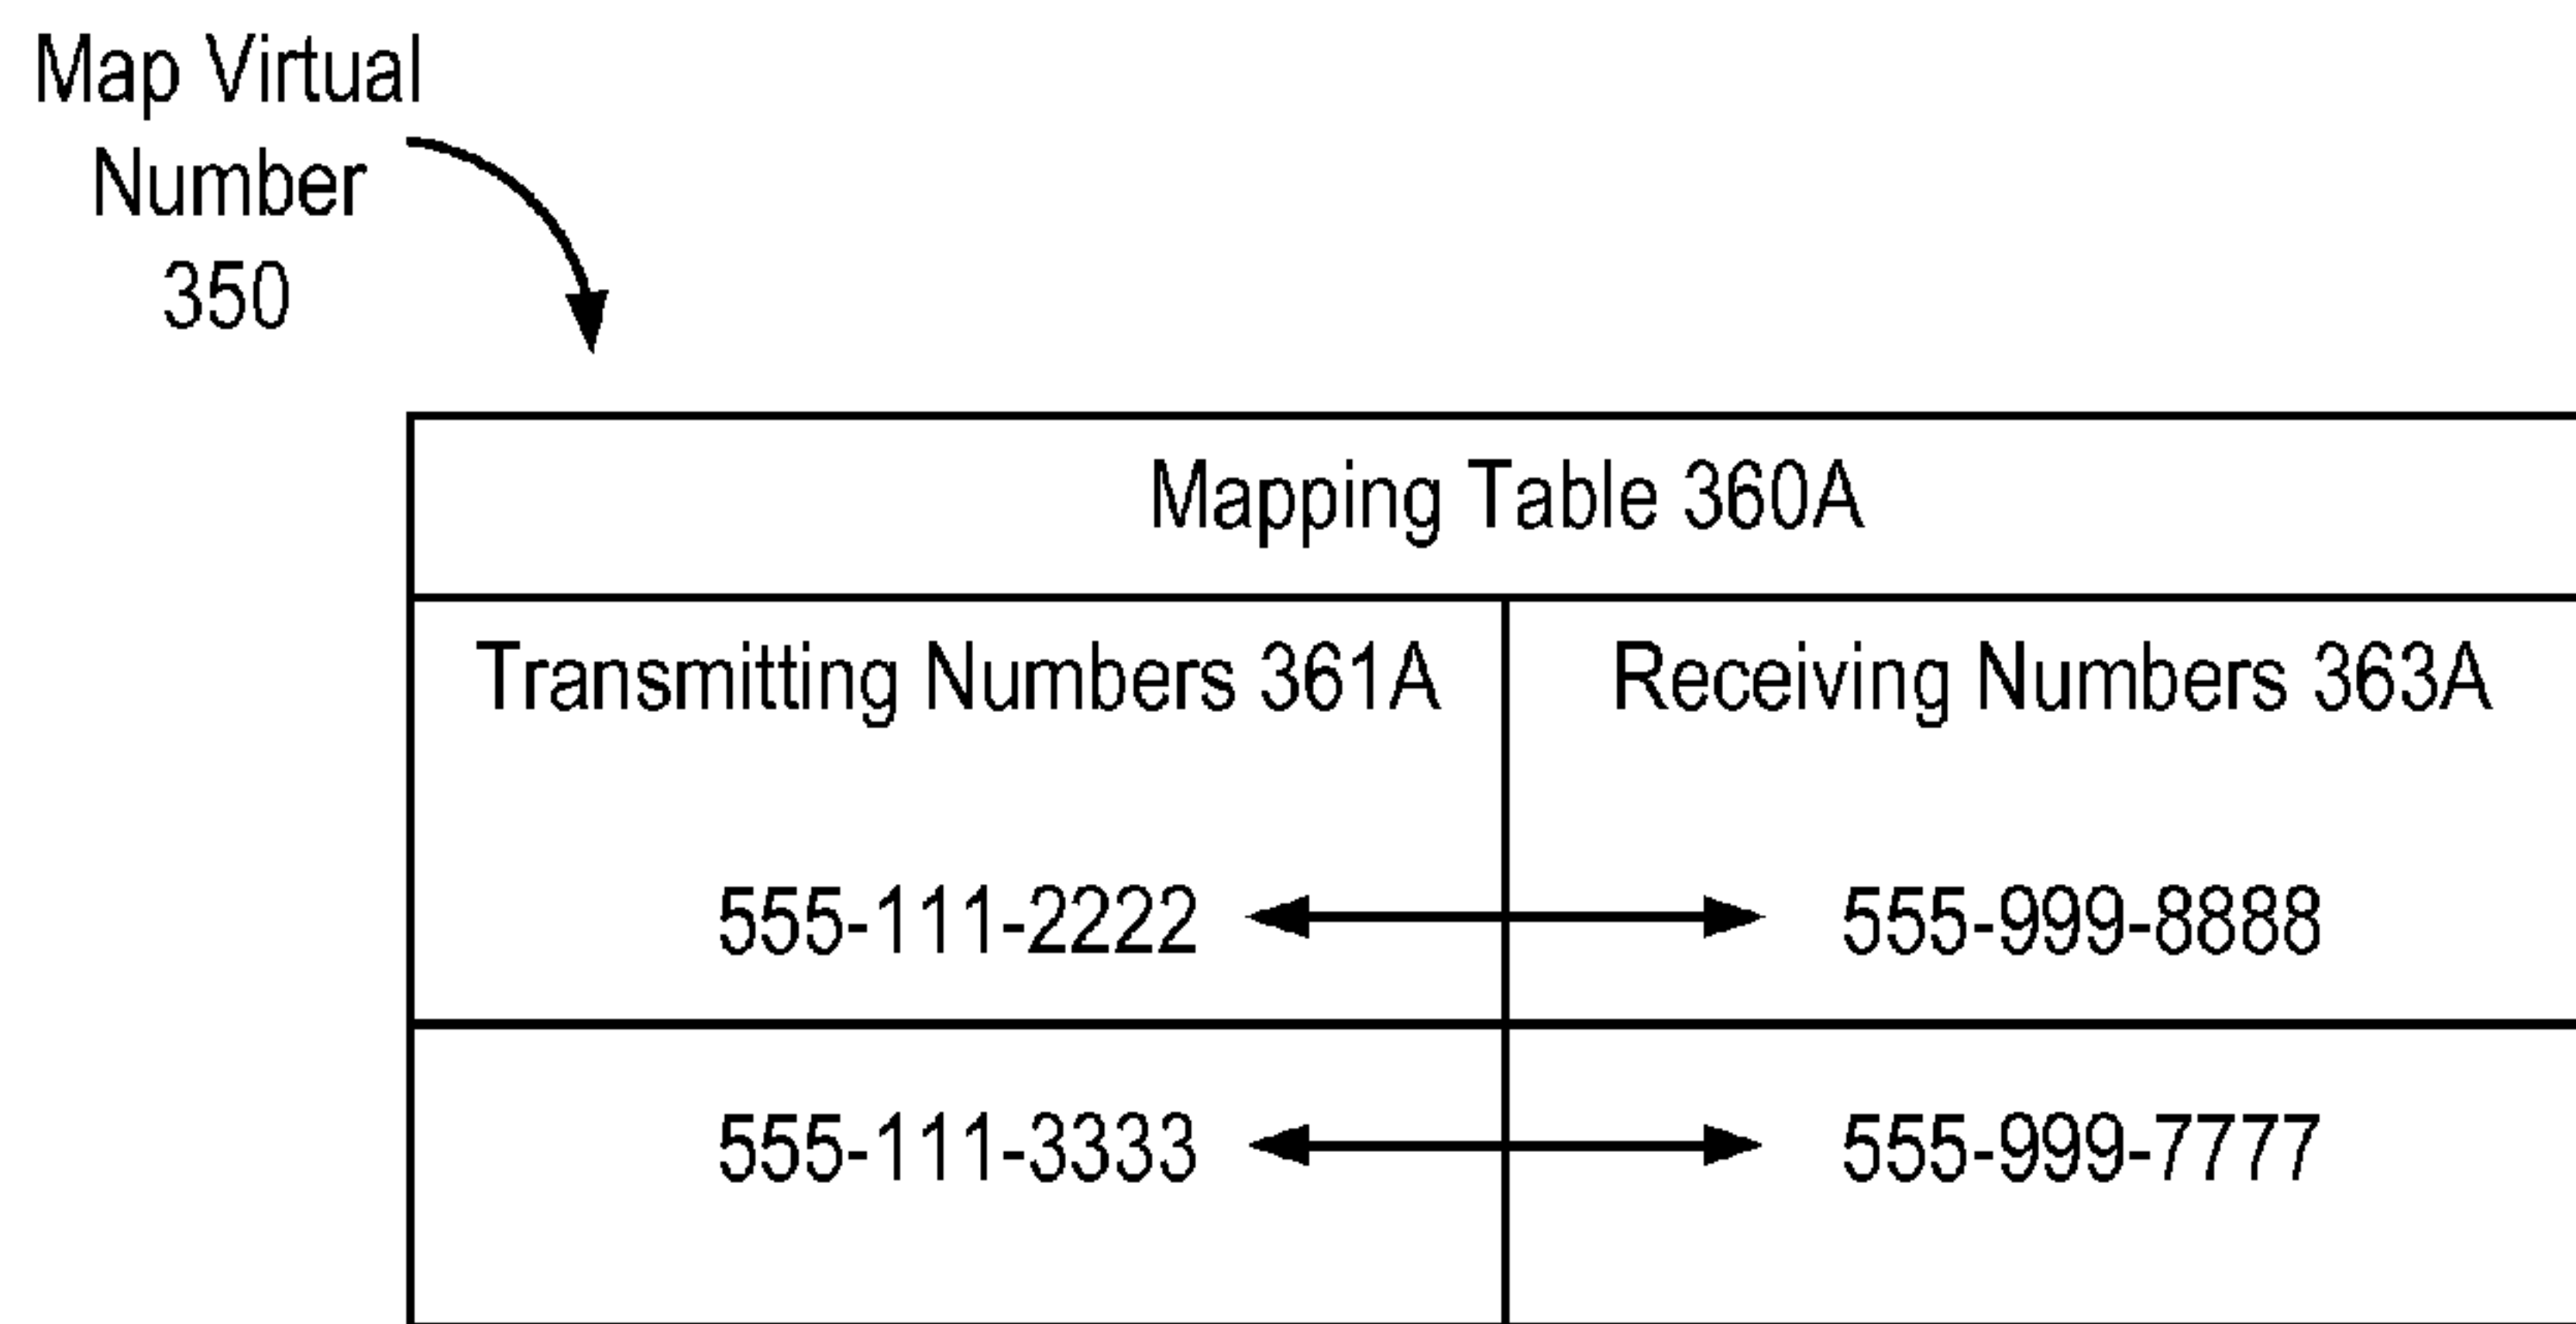 Map Virtual
Number
350
Mapping Table 360A
Transmitting Numbers 361A
Receiving Numbers 363A
555-111-2222
555-999-8888
555-111-3333
555-999-7777